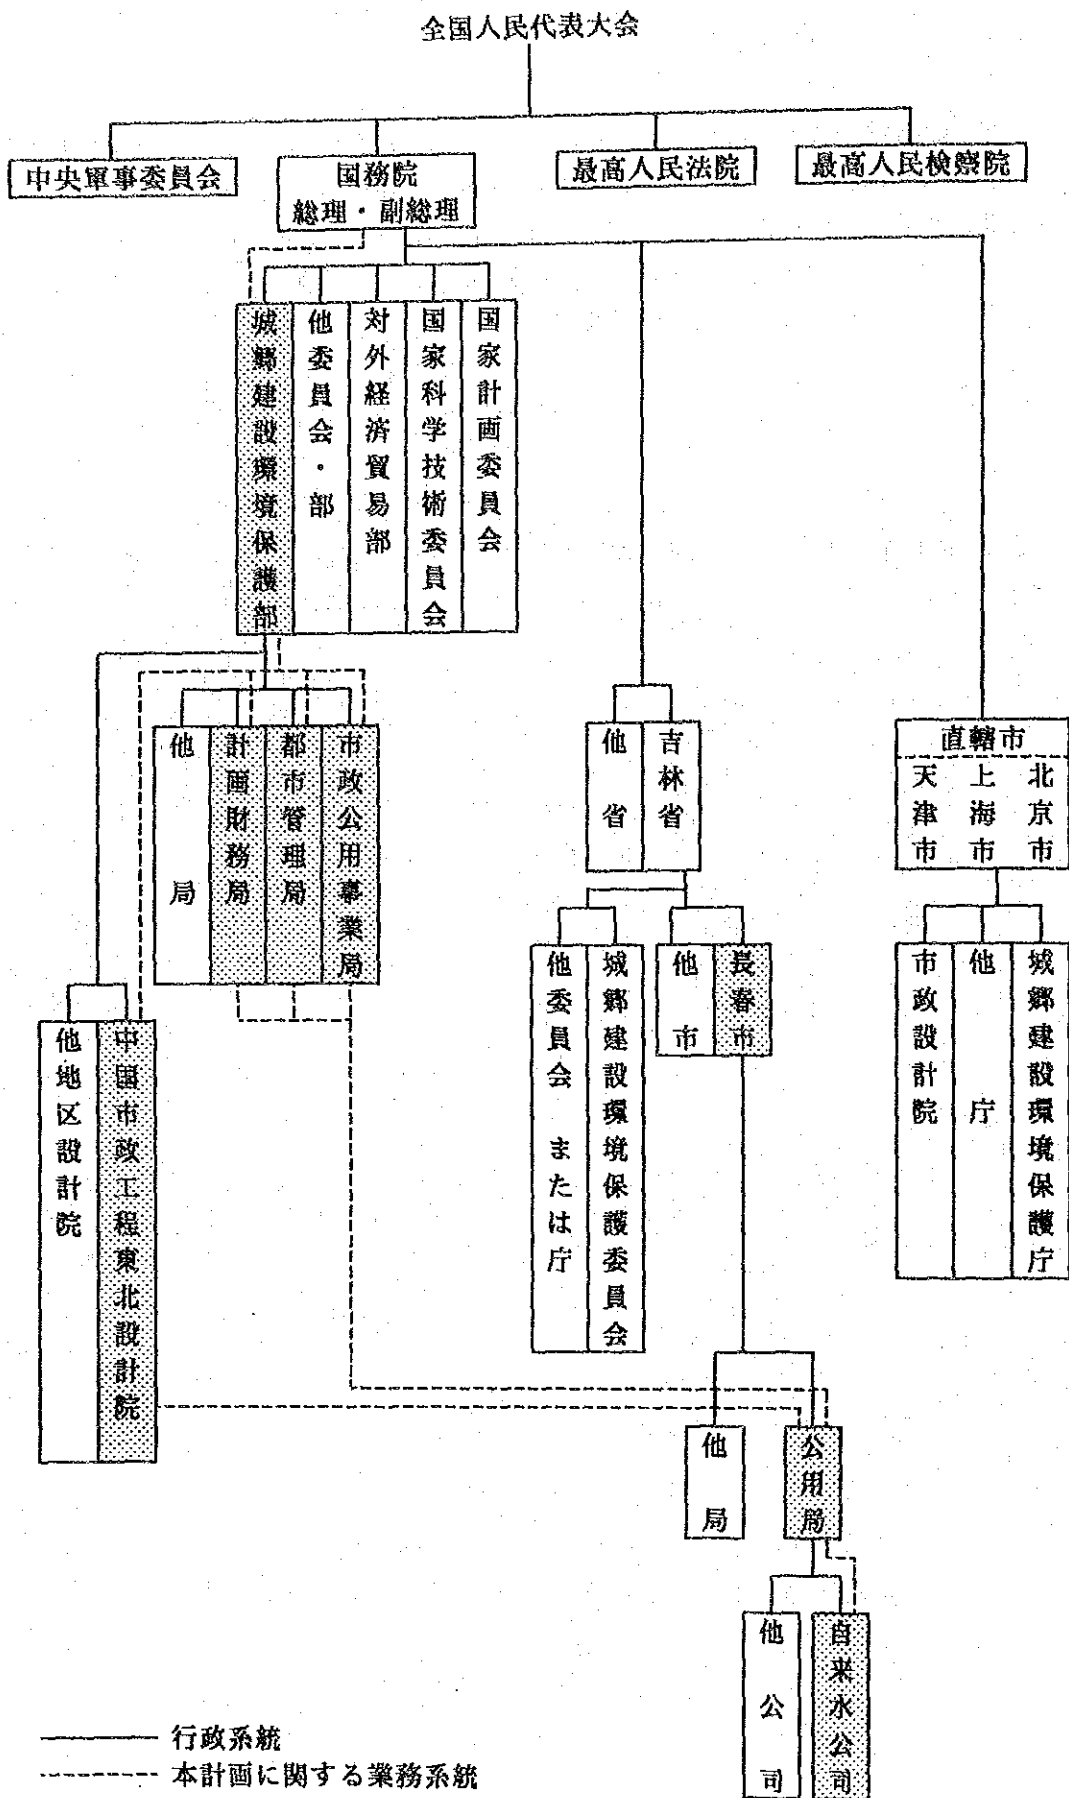 全国人民代表大会
中央軍事委員会
国務院
総理・副総理
最高人民法院
最高人民検察院
城郷建設環境保護部
他委員会・部
対外経済貿易部
国家科学技術委員会
国家計画委員会
他局
計画財務局
都市管理局
市政公用事業局
他省
吉林省
直轄市
天津市
上海市
北京市
他地区設計院
中国市政工程東北設計院
他委員会または庁
城郷建設環境保護委員会
他市
長春市
市政設計院
他庁
城郷建設環境保護庁
他局
公用局
他公司
自来水公司
行政系統
本計画に関する業務系統